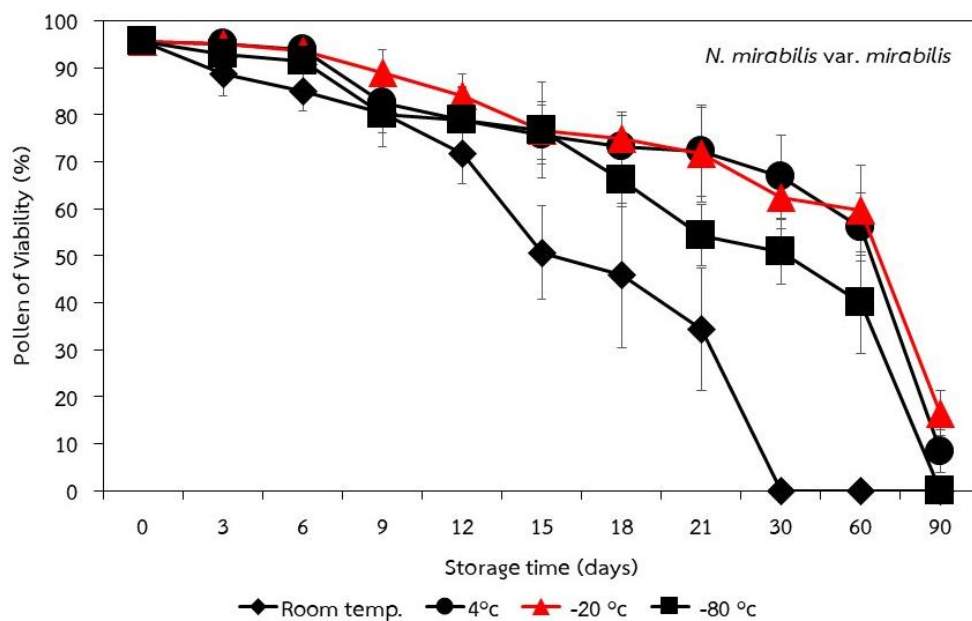 N. mirabilis var. mirabilis
Pollen of Viability (%)
100
90
80
70
60
50
40
30
20
10
0
0 3 6 9 12 15 18 21 30 60 90
Storage time (days)
Room temp. 4°c -20 °c -80 °c